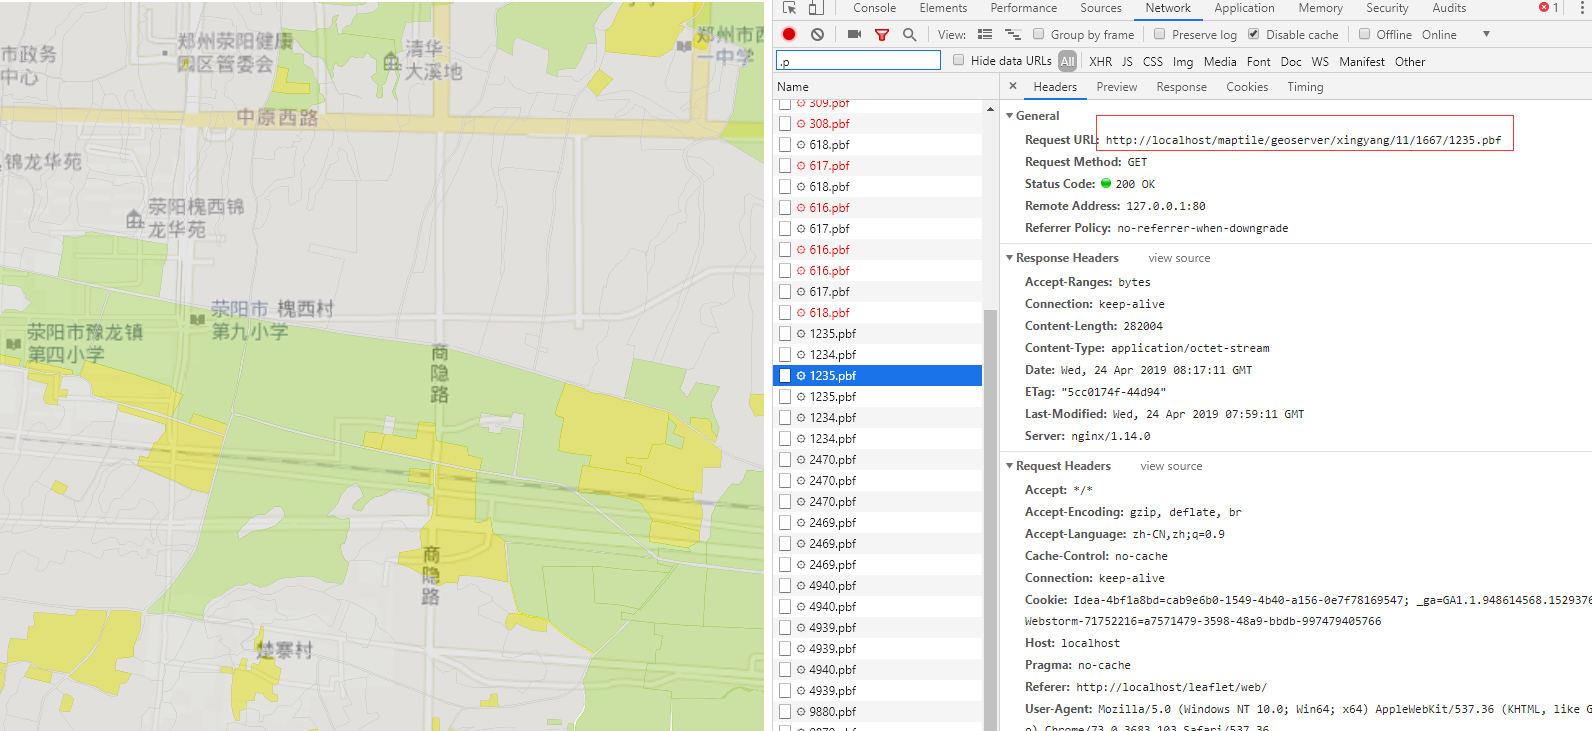 市政务
中心
郑州荥阳健康
园区管委会
清华·
大溪地
郑州市西
一中学
中原西路
锦龙华苑
荥阳槐西锦
龙华苑
荥阳市 槐西村
第九小学
荥阳市豫龙镇
第四小学
商隐路
商隐路
楚寨村
Console Elements Performance Sources Network Application Memory Security Audits 1
View: Group by frame Preserve log Disable cache Offline Online
.p Hide data URLs All XHR JS CSS Img Media Font Doc WS Manifest Other
Name
309.pbf
308.pbf
618.pbf
617.pbf
618.pbf
616.pbf
617.pbf
616.pbf
616.pbf
617.pbf
618.pbf
1235.pbf
1234.pbf
1235.pbf
1235.pbf
1234.pbf
1234.pbf
2470.pbf
2470.pbf
2470.pbf
2469.pbf
2469.pbf
2469.pbf
4940.pbf
4940.pbf
4939.pbf
4939.pbf
4940.pbf
4939.pbf
9880.pbf
× Headers Preview Response Cookies Timing
General
Request URL: http://localhost/maptile/geoserver/xingyang/11/1667/1235.pbf
Request Method: GET
Status Code: 200 OK
Remote Address: 127.0.0.1:80
Referrer Policy: no-referrer-when-downgrade
Response Headers view source
Accept-Ranges: bytes
Connection: keep-alive
Content-Length: 282004
Content-Type: application/octet-stream
Date: Wed, 24 Apr 2019 08:17:11 GMT
ETag: "5cc0174f-44d94"
Last-Modified: Wed, 24 Apr 2019 07:59:11 GMT
Server: nginx/1.14.0
Request Headers view source
Accept: */*
Accept-Encoding: gzip, deflate, br
Accept-Language: zh-CN,zh;q=0.9
Cache-Control: no-cache
Connection: keep-alive
Cookie: Idea-4bf1a8bd=cab9e6b0-1549-4b40-a156-0e7f78169547; _ga=GA1.1.948614568.1529376
Webstorm-71752216=a7571479-3598-48a9-bbdb-997479405766
Host: localhost
Pragma: no-cache
Referer: http://localhost/leaflet/web/
User-Agent: Mozilla/5.0 (Windows NT 10.0; Win64; x64) AppleWebKit/537.36 (KHTML, like G
o) Chrome/73.0.3683.103 Safari/537.36